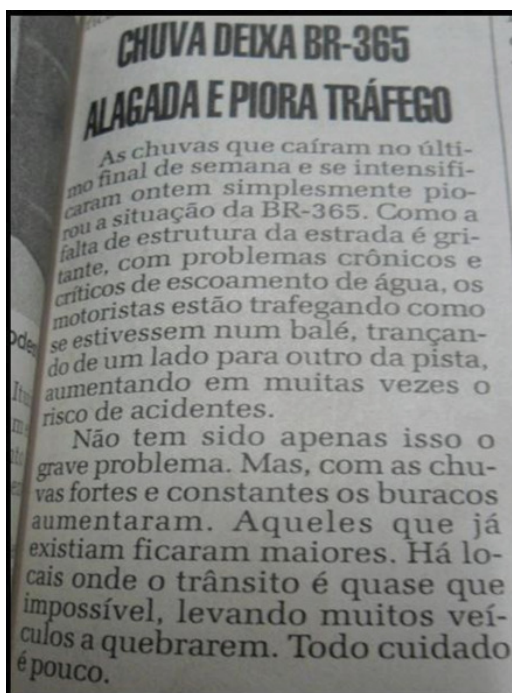 CHUVA DEIXA BR-365
ALAGADA E PIORA TRÁFEGO
As chuvas que caíram no últi-
mo final de semana e se intensifi-
caram ontem simplesmente pio-
rou a situação da BR-365. Como a
falta de estrutura da estrada é gri-
tante, com problemas crônicos e
críticos de escoamento de água, os
motoristas estão trafegando como
se estivessem num balé, trançan-
do de um lado para outro da pista,
aumentando em muitas vezes o
risco de acidentes.
Não tem sido apenas isso o
grave problema. Mas, com as chu-
vas fortes e constantes os buracos
aumentaram. Aqueles que já
existiam ficaram maiores. Há lo-
cais onde o trânsito é quase que
impossível, levando muitos veí-
culos a quebrarem. Todo cuidado
é pouco.